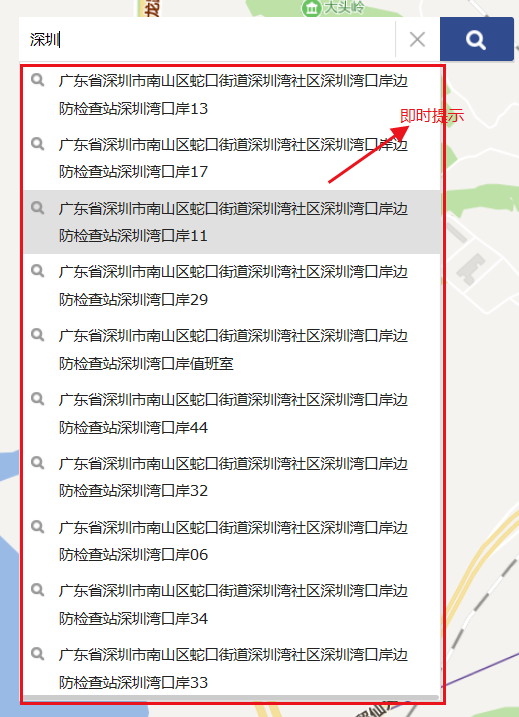 龙
大头岭
深圳
广东省深圳市南山区蛇口街道深圳湾社区深圳湾口岸边
防检查站深圳湾口岸13
即时提示
广东省深圳市南山区蛇口街道深圳湾社区深圳湾口岸边
防检查站深圳湾口岸17
广东省深圳市南山区蛇口街道深圳湾社区深圳湾口岸边
防检查站深圳湾口岸11
广东省深圳市南山区蛇口街道深圳湾社区深圳湾口岸边
防检查站深圳湾口岸29
广东省深圳市南山区蛇口街道深圳湾社区深圳湾口岸边
防检查站深圳湾口岸值班室
广东省深圳市南山区蛇口街道深圳湾社区深圳湾口岸边
防检查站深圳湾口岸44
广东省深圳市南山区蛇口街道深圳湾社区深圳湾口岸边
防检查站深圳湾口岸32
广东省深圳市南山区蛇口街道深圳湾社区深圳湾口岸边
防检查站深圳湾口岸06
广东省深圳市南山区蛇口街道深圳湾社区深圳湾口岸边
防检查站深圳湾口岸34
广东省深圳市南山区蛇口街道深圳湾社区深圳湾口岸边
防检查站深圳湾口岸33